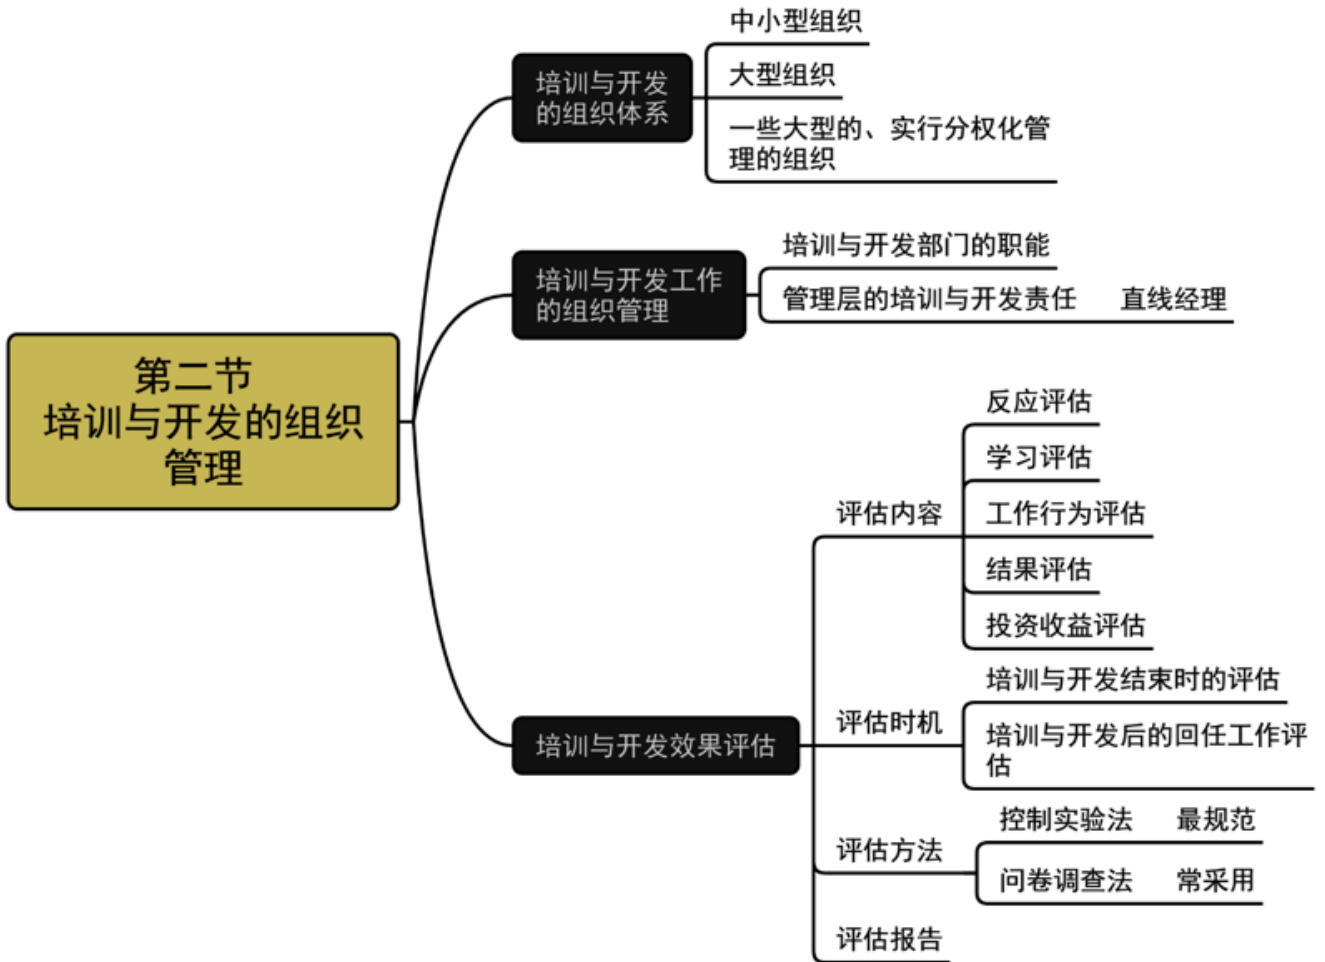 第二节
培训与开发的组织
管理
培训与开发
的组织体系
中小型组织
大型组织
一些大型的、实行分权化管
理的组织
培训与开发工作
的组织管理
培训与开发部门的职能
管理层的培训与开发责任 直线经理
培训与开发效果评估
评估内容
反应评估
学习评估
工作行为评估
结果评估
投资收益评估
评估时机
培训与开发结束时的评估
培训与开发后的回任工作评
估
评估方法
控制实验法 最规范
问卷调查法 常采用
评估报告